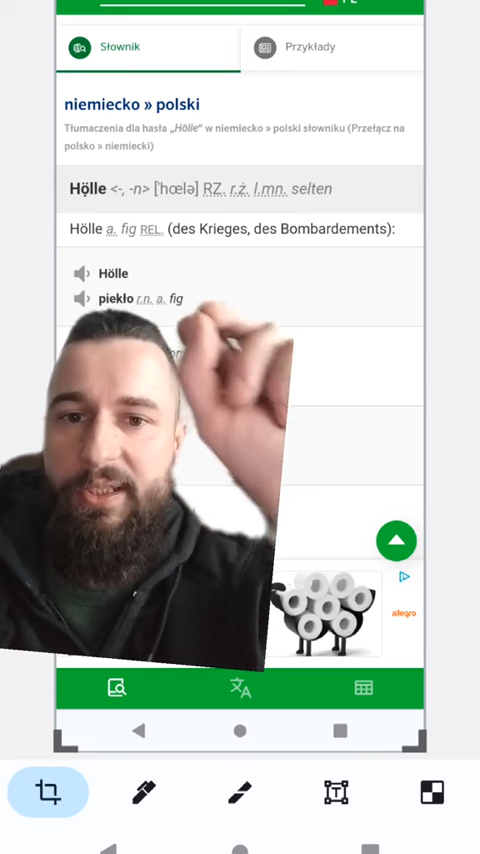 Słownik
Przykłady
niemiecko » polski
Tłumaczenia dla hasła „Hölle“ w niemiecko » polski słowniku (Przełącz na
polsko » niemiecki)
Hölle <-, -n> [ˈhœlə] RZ. r.ż. l.mn. selten
Hölle a. fig REL. (des Krieges, des Bombardements):
Hölle
piekło r.n. a. fig
allegro